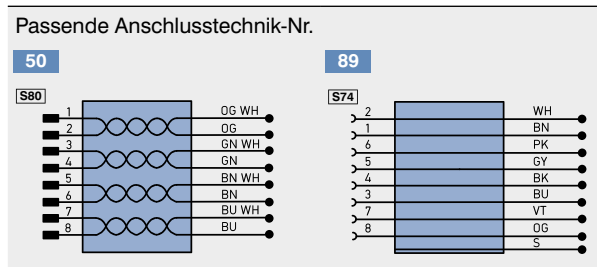 Passende Anschlusstechnik-Nr.
50
S80
1 OG WH
2 OG
3 GN WH
4 GN
5 BN WH
6 BN
7 BU WH
8 BU
89
S74
2 WH
1 BN
6 PK
5 GY
4 BK
3 BU
7 VT
8 OG
S